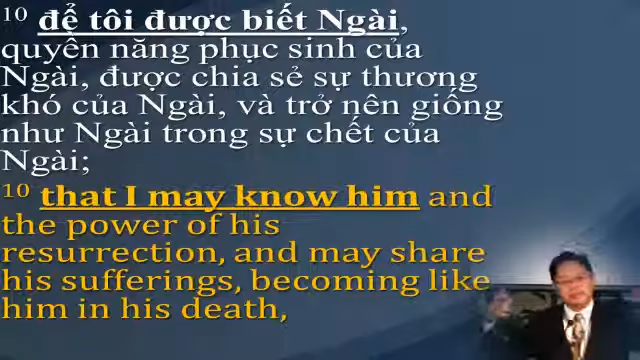 10 để tôi được biết Ngài,
quyền năng phục sinh của
Ngài, được chia sẻ sự thương
khó của Ngài, và trở nên giống
như Ngài trong sự chết của
Ngài;
10 that I may know him and
the power of his
resurrection, and may share
his sufferings, becoming like
him in his death,